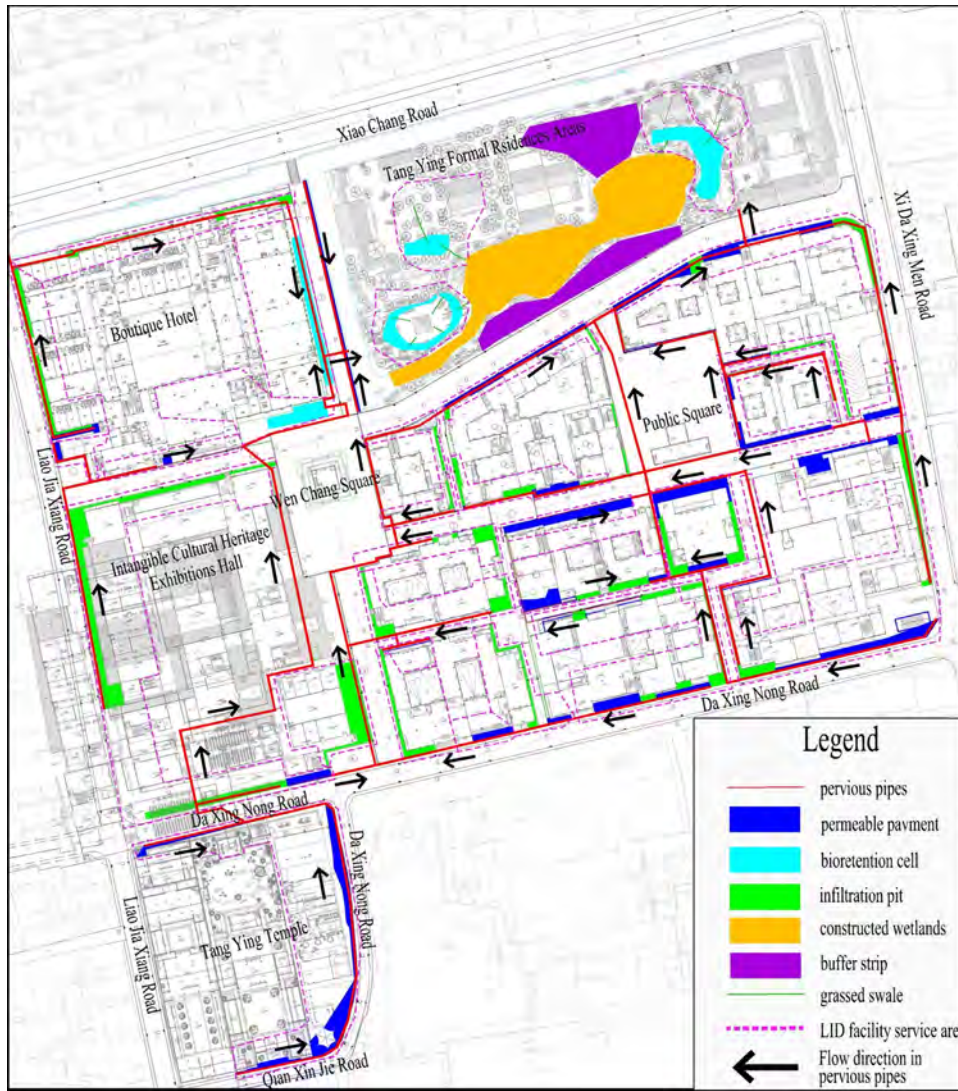 Xiao Chang Road
Tang Ying Formal Rsidences Areas
Xi Da Xing Men Road
Boutique Hotel
Public Square
Wen Chang Square
Liao Jia Xiang Road
Intangible Cultural Heritage
Exhibitions Hall
Da Xing Nong Road
Da Xing Nong Road
Da Xing Nong Road
Liao Jia Xiang Road
Tang Ying Temple
Qian Xin Jie Road
Legend
pervious pipes
permeable pavment
bioretention cell
infiltration pit
constructed wetlands
buffer strip
grassed swale
LID facility service area
Flow direction in
pervious pipes